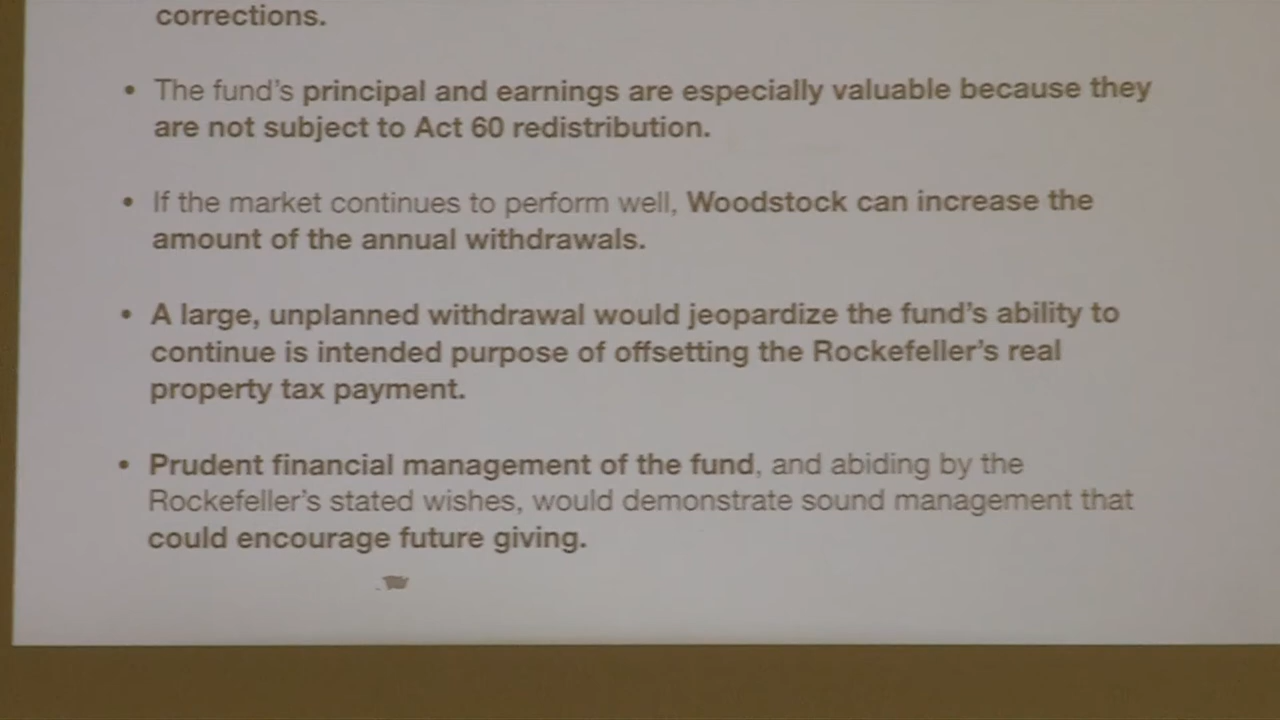 corrections.
• The fund's principal and earnings are especially valuable because they
are not subject to Act 60 redistribution.
• If the market continues to perform well, Woodstock can increase the
amount of the annual withdrawals.
• A large, unplanned withdrawal would jeopardize the fund's ability to
continue is intended purpose of offsetting the Rockefeller's real
property tax payment.
• Prudent financial management of the fund, and abiding by the
Rockefeller's stated wishes, would demonstrate sound management that
could encourage future giving.